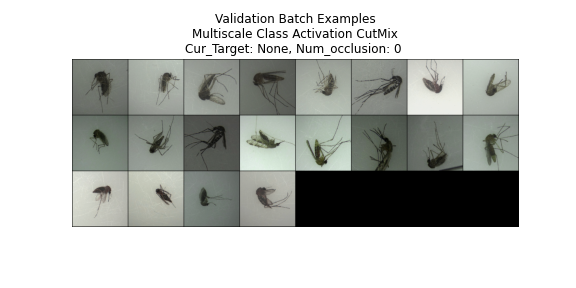 Validation Batch Examples
Multiscale Class Activation CutMix
Cur_Target: None, Num_occlusion: 0